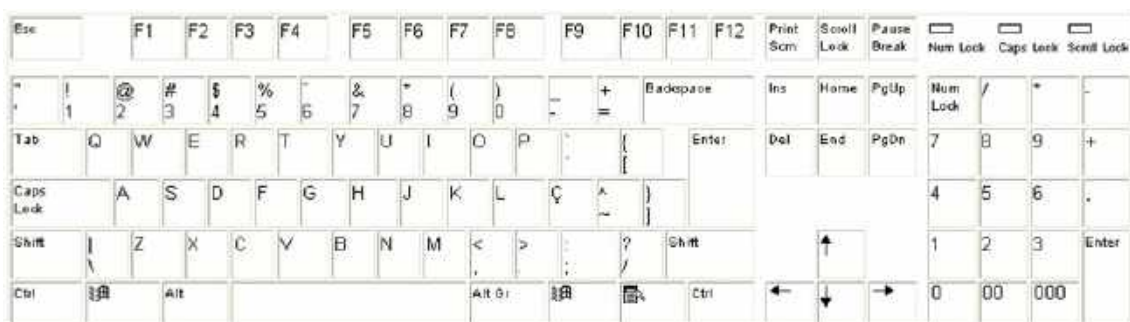 Esc F1 F2 F3 F4 F5 F6 F7 F8 F9 F10 F11 F12 Print Scrn Scroll Lock Pause Break Num Lock Caps Lock Scroll Lock
" ! @ # $ % ¨ & * ( ) _ + Backspace Ins Home PgUp Num Lock / * -
' 1 2 3 4 5 6 7 8 9 0 - =
Tab Q W E R T Y U I O P ` { Enter Del End PgDn 7 8 9 +
´ [
Caps Lock A S D F G H J K L Ç ^ } 4 5 6 .
~ ]
Shift | Z X C V B N M < > : ? Shift ↑ 1 2 3 Enter
\ , . ; /
Ctrl Alt Alt Gr Ctrl ← ↓ → 0 00 000